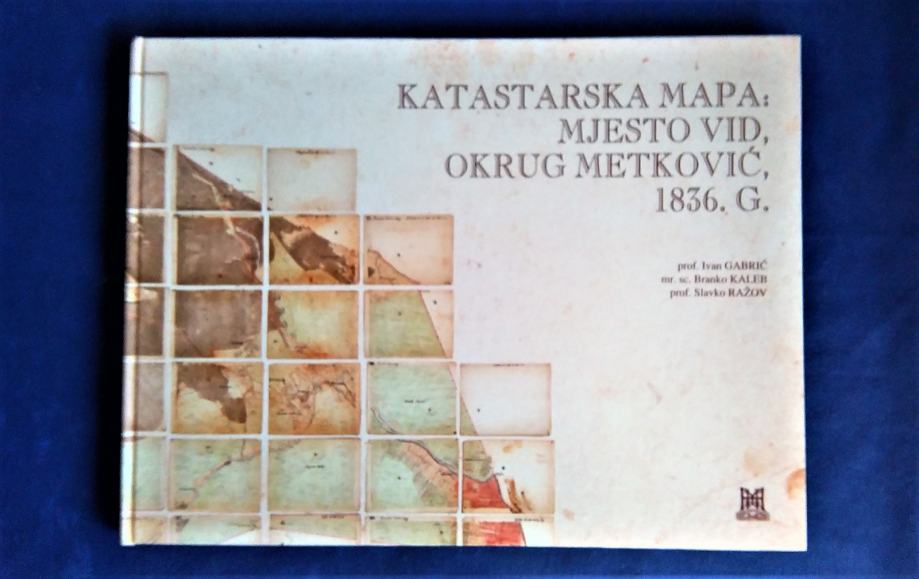 KATASTARSKA MAPA:
MJESTO VID,
OKRUG METKOVIĆ,
1836. G.
prof. Ivan GABRIĆ
mr. sc. Branko KALEB
prof. Slavko RAŽOV